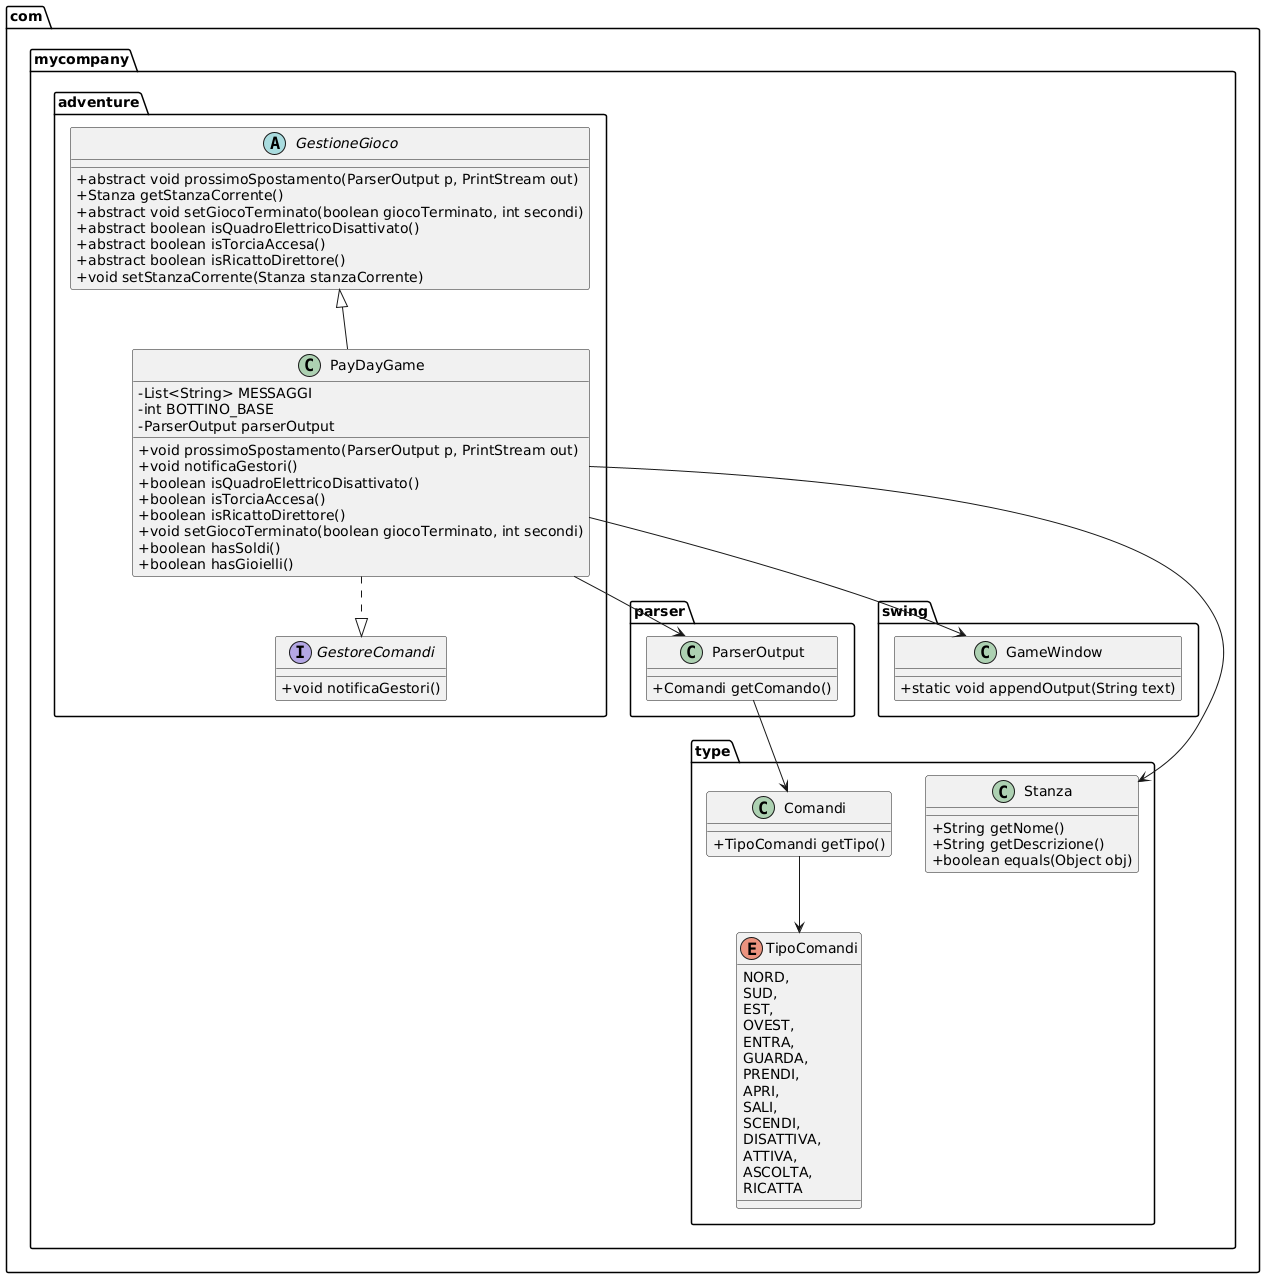 com
mycompany
adventure
A GestioneGioco
+abstract void prossimoSpostamento(ParserOutput p, PrintStream out)
+Stanza getStanzaCorrente()
+abstract void setGiocoTerminato(boolean giocoTerminato, int secondi)
+abstract boolean isQuadroElettricoDisattivato()
+abstract boolean isTorciaAccesa()
+abstract boolean isRicattoDirettore()
+void setStanzaCorrente(Stanza stanzaCorrente)
C PayDayGame
-List<String> MESSAGGI
-int BOTTINO_BASE
-ParserOutput parserOutput
+void prossimoSpostamento(ParserOutput p, PrintStream out)
+void notificaGestori()
+boolean isQuadroElettricoDisattivato()
+boolean isTorciaAccesa()
+boolean isRicattoDirettore()
+void setGiocoTerminato(boolean giocoTerminato, int secondi)
+boolean hasSoldi()
+boolean hasGioielli()
I GestoreComandi
+void notificaGestori()
parser
C ParserOutput
+Comandi getComando()
swing
C GameWindow
+static void appendOutput(String text)
type
C Comandi
+TipoComandi getTipo()
C Stanza
+String getNome()
+String getDescrizione()
+boolean equals(Object obj)
E TipoComandi
NORD,
SUD,
EST,
OVEST,
ENTRA,
GUARDA,
PRENDI,
APRI,
SALI,
SCENDI,
DISATTIVA,
ATTIVA,
ASCOLTA,
RICATTA